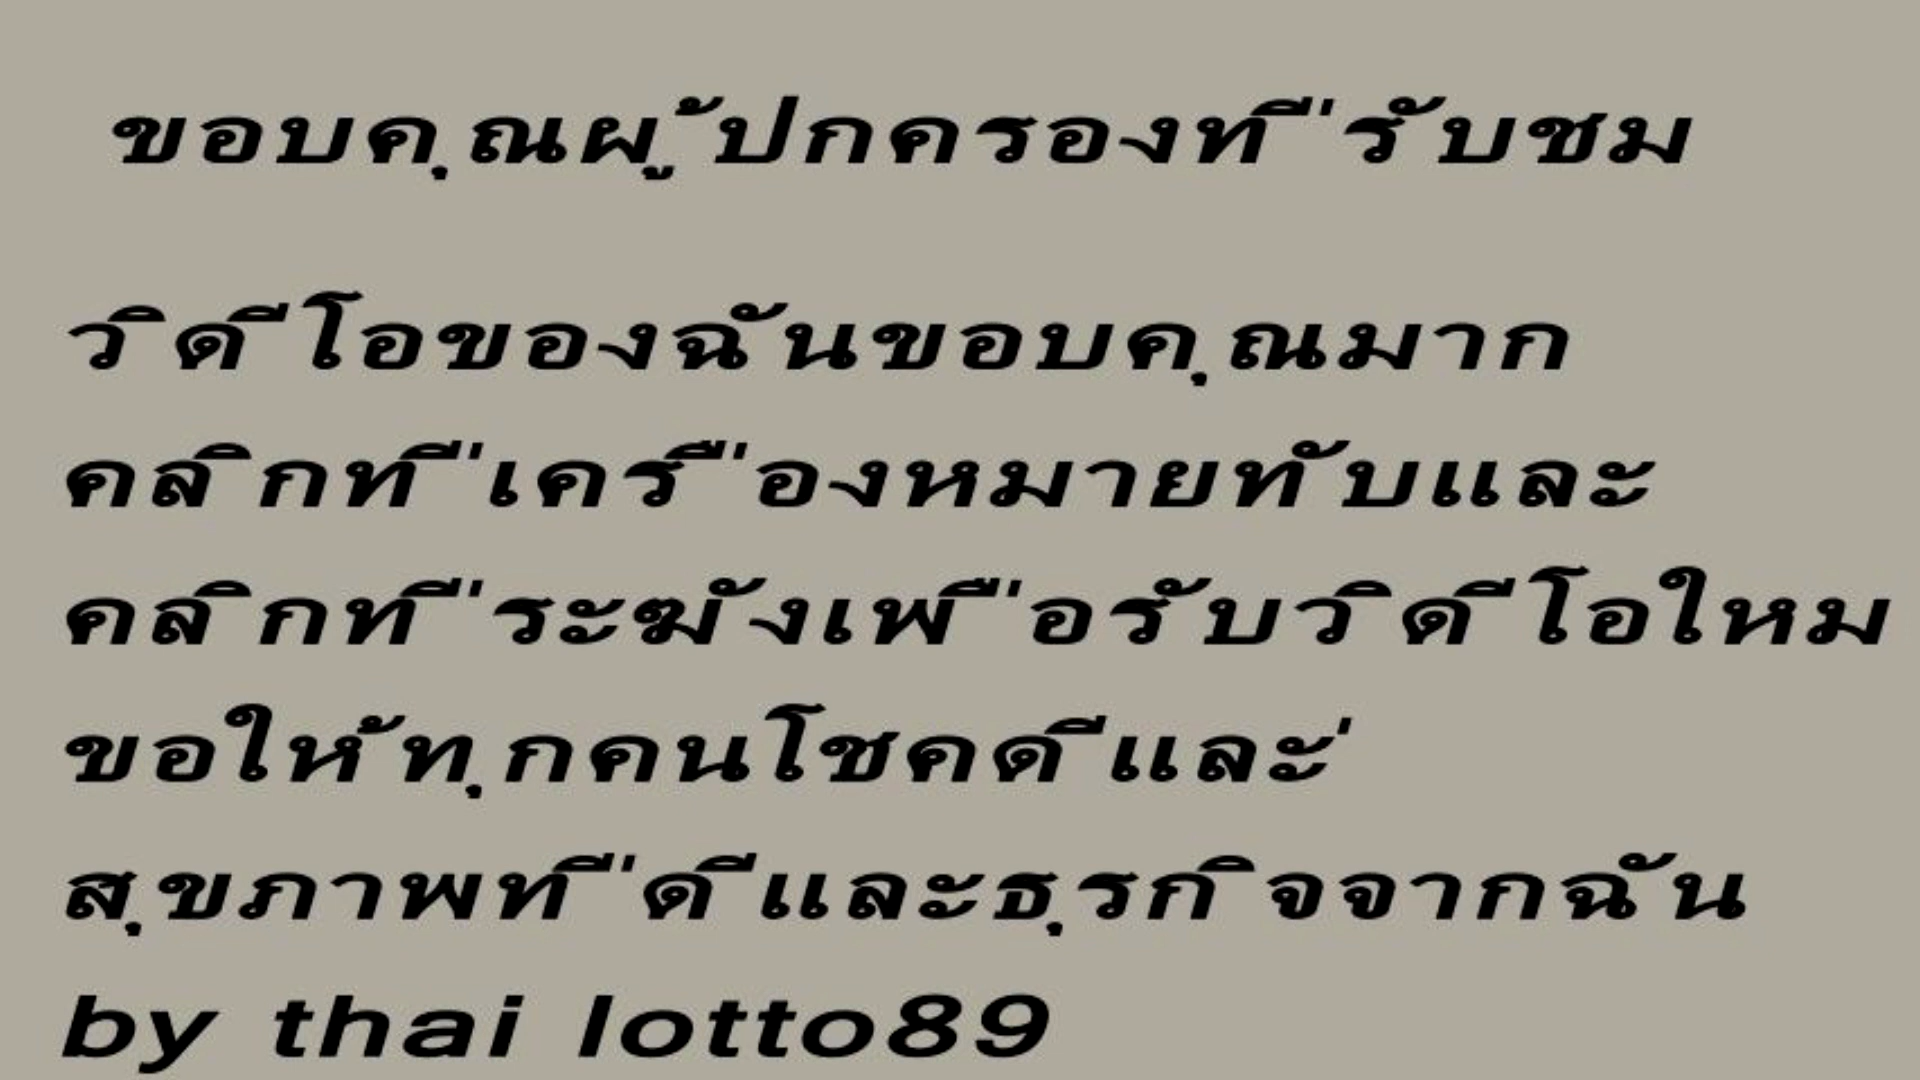 ขอบคุณผู้ปกครองที่รับชม
วิดีโอของฉันขอบคุณมาก
คลิกที่เครื่องหมายทับและ
คลิกที่ระฆังเพื่อรับวิดีโอใหม
ขอให้ทุกคนโชคดีและ่
สุขภาพที่ดีและธุรกิจจากฉัน
by thai lotto89